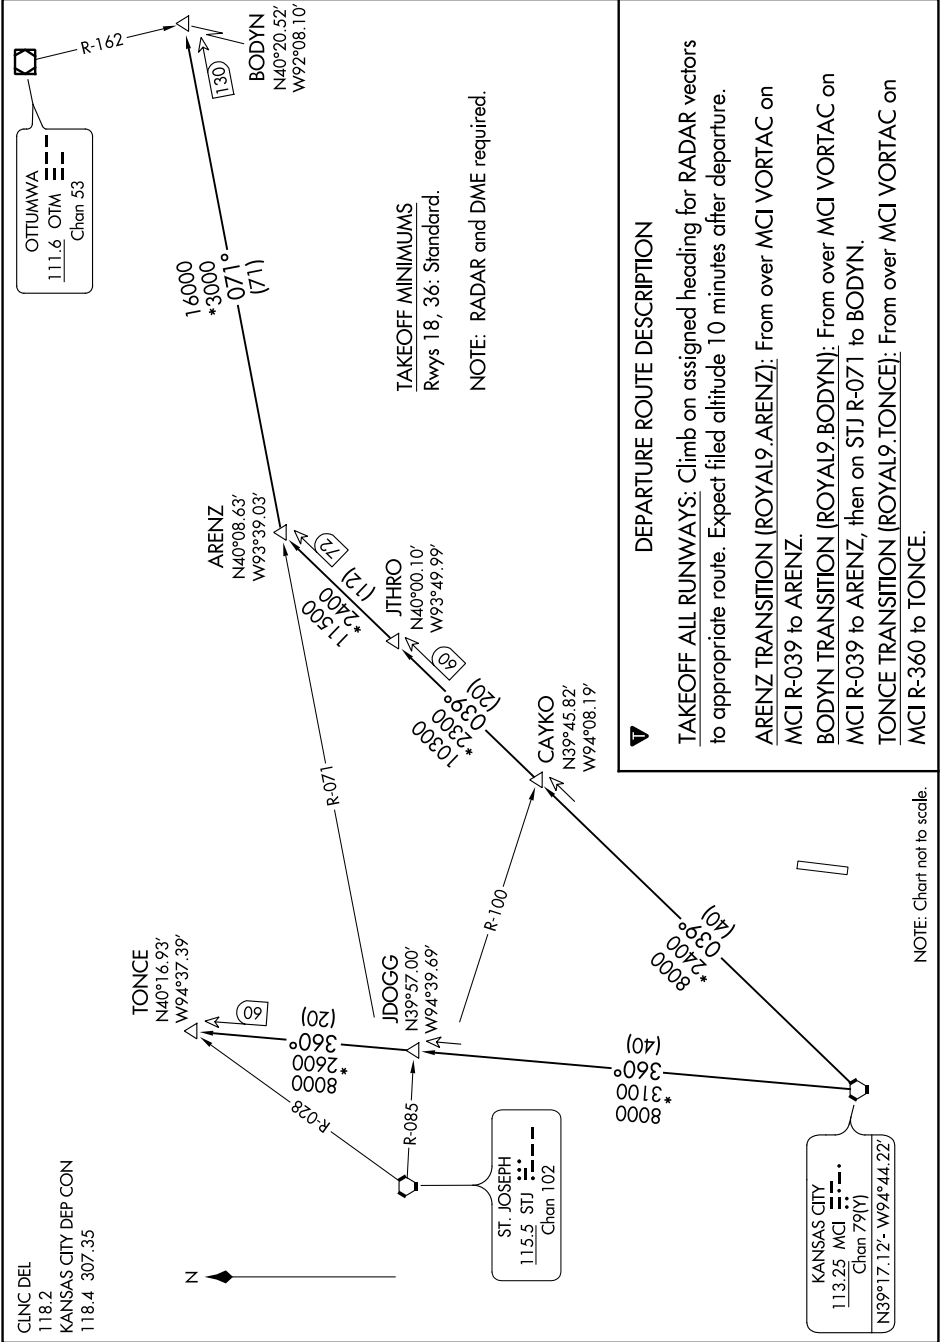 CLNC DEL
118.2
KANSAS CITY DEP CON
118.4 307.35
N
OTTUMWA
111.6 OTM
Chan 53
R-162
BODYN
N40°20.52'
W92°08.10'
130
16000
*3000
071°
(71)
ARENZ
N40°08.63'
W93°39.03'
72
11500
*2400
(12)
JTHRO
N40°00.10'
W93°49.99'
60
10300
*2300
039°
(20)
CAYKO
N39°45.82'
W94°08.19'
R-071
R-100
TONCE
N40°16.93'
W94°37.39'
60
8000
*2600
360°
(20)
JDOGG
N39°57.00'
W94°39.69'
R-028
R-085
ST. JOSEPH
115.5 STJ
Chan 102
8000
*3100
360°
(40)
8000
*2400
039°
(40)
KANSAS CITY
113.25 MCI
Chan 79(Y)
N39°17.12'- W94°44.22'
TAKEOFF MINIMUMS
Rwys 18, 36: Standard.
NOTE: RADAR and DME required.
NOTE: Chart not to scale.
T
DEPARTURE ROUTE DESCRIPTION
TAKEOFF ALL RUNWAYS: Climb on assigned heading for RADAR vectors
to appropriate route. Expect filed altitude 10 minutes after departure.
ARENZ TRANSITION (ROYAL9.ARENZ): From over MCI VORTAC on
MCI R-039 to ARENZ.
BODYN TRANSITION (ROYAL9.BODYN): From over MCI VORTAC on
MCI R-039 to ARENZ, then on STJ R-071 to BODYN.
TONCE TRANSITION (ROYAL9.TONCE): From over MCI VORTAC on
MCI R-360 to TONCE.